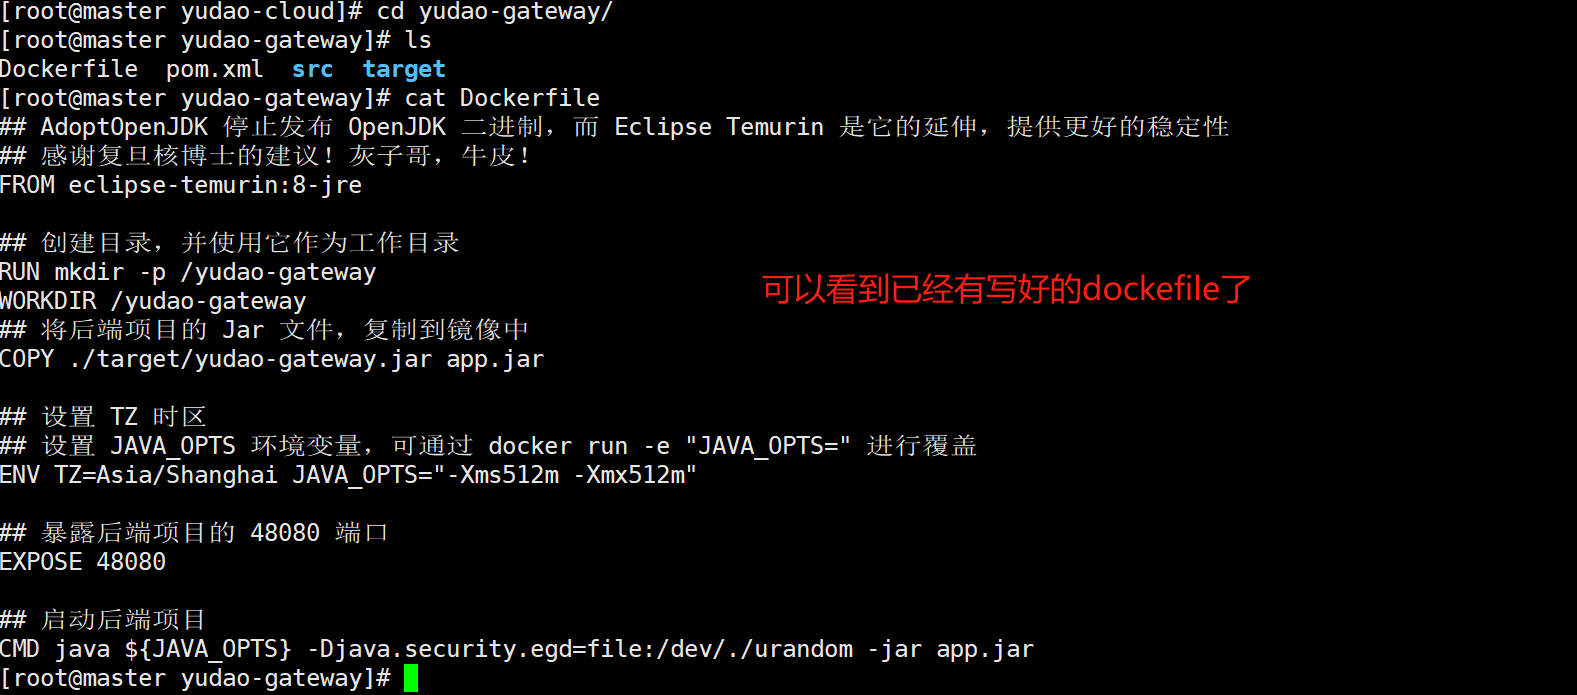 [root@master yudao-cloud]# cd yudao-gateway/
[root@master yudao-gateway]# ls
Dockerfile  pom.xml  src  target
[root@master yudao-gateway]# cat Dockerfile
## AdoptOpenJDK 停止发布 OpenJDK 二进制，而 Eclipse Temurin 是它的延伸，提供更好的稳定性
## 感谢复旦核博士的建议！灰子哥，牛皮！
FROM eclipse-temurin:8-jre
## 创建目录，并使用它作为工作目录
RUN mkdir -p /yudao-gateway
可以看到已经有写好的dockefile了
WORKDIR /yudao-gateway
## 将后端项目的 Jar 文件，复制到镜像中
COPY ./target/yudao-gateway.jar app.jar
## 设置 TZ 时区
## 设置 JAVA_OPTS 环境变量，可通过 docker run -e "JAVA_OPTS=" 进行覆盖
ENV TZ=Asia/Shanghai JAVA_OPTS="-Xms512m -Xmx512m"
## 暴露后端项目的 48080 端口
EXPOSE 48080
## 启动后端项目
CMD java ${JAVA_OPTS} -Djava.security.egd=file:/dev/./urandom -jar app.jar
[root@master yudao-gateway]#